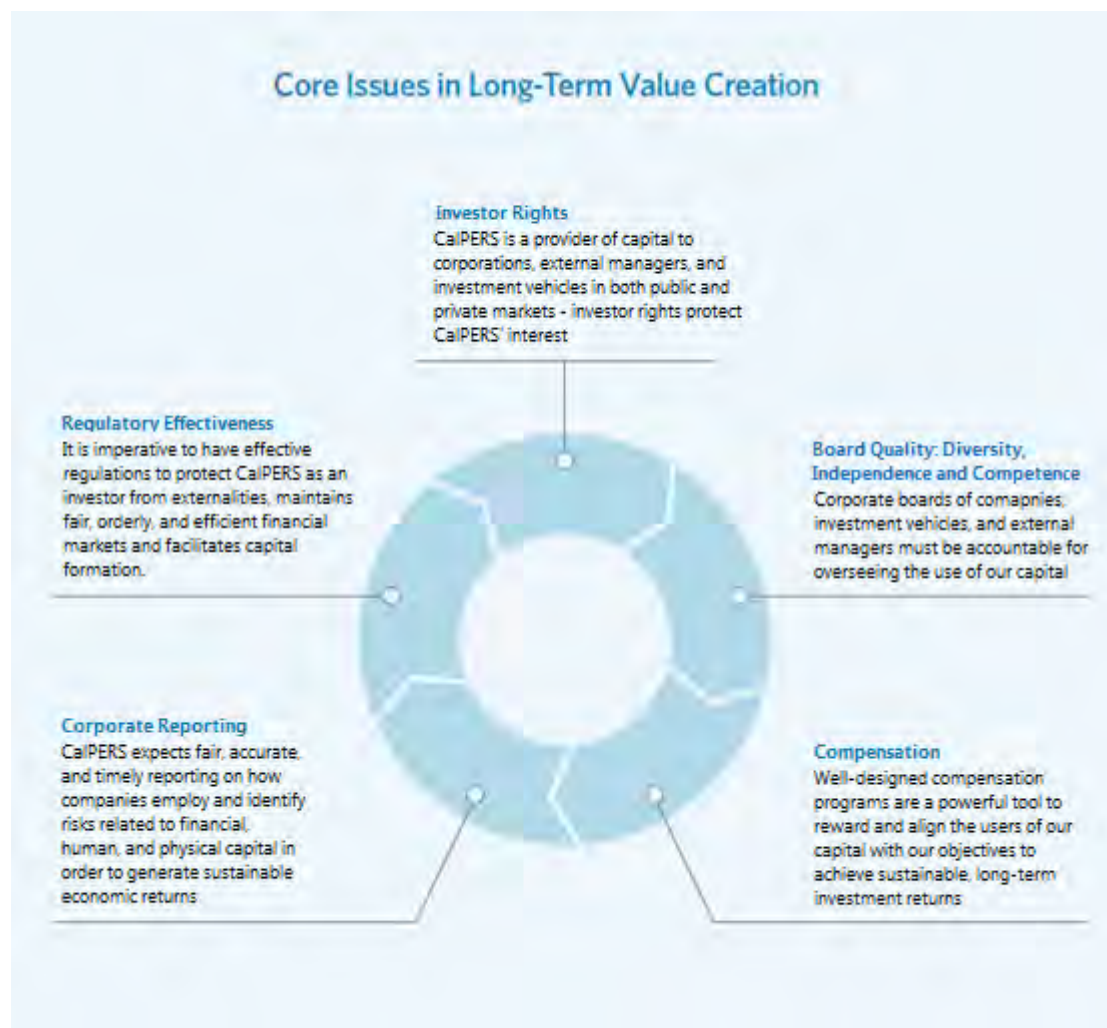 Core Issues in Long-Term Value Creation
Investor Rights
CalPERS is a provider of capital to
corporations, external managers, and
investment vehicles in both public and
private markets - investor rights protect
CalPERS' interest
Regulatory Effectiveness
It is imperative to have effective
regulations to protect CalPERS as an
investor from externalities, maintains
fair, orderly, and efficient financial
markets and facilitates capital
formation.
Board Quality: Diversity,
Independence and Competence
Corporate boards of comapnies,
investment vehicles, and external
managers must be accountable for
overseeing the use of our capital
Corporate Reporting
CalPERS expects fair, accurate,
and timely reporting on how
companies employ and identify
risks related to financial,
human, and physical capital in
order to generate sustainable
economic returns
Compensation
Well-designed compensation
programs are a powerful tool to
reward and align the users of our
capital with our objectives to
achieve sustainable, long-term
investment returns